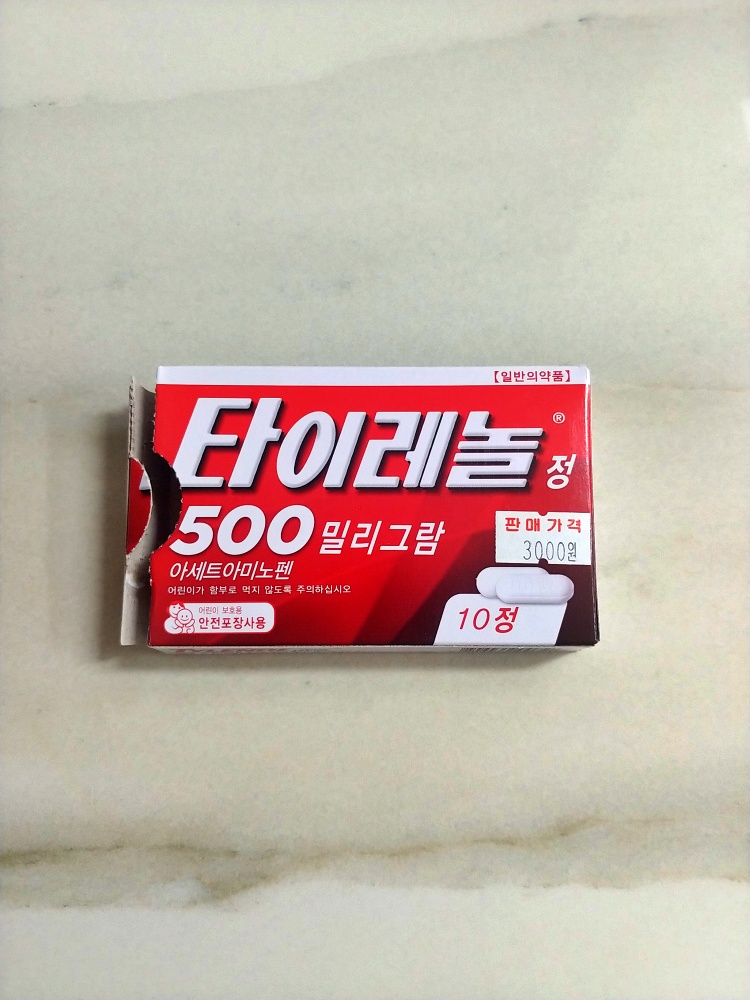 【일반의약품】
타이레놀® 정
500 밀리그람
아세트아미노펜
어린이가 함부로 먹지 않도록 주의하십시오
어린이 보호용
안전포장사용
판매가격
3000원
10정